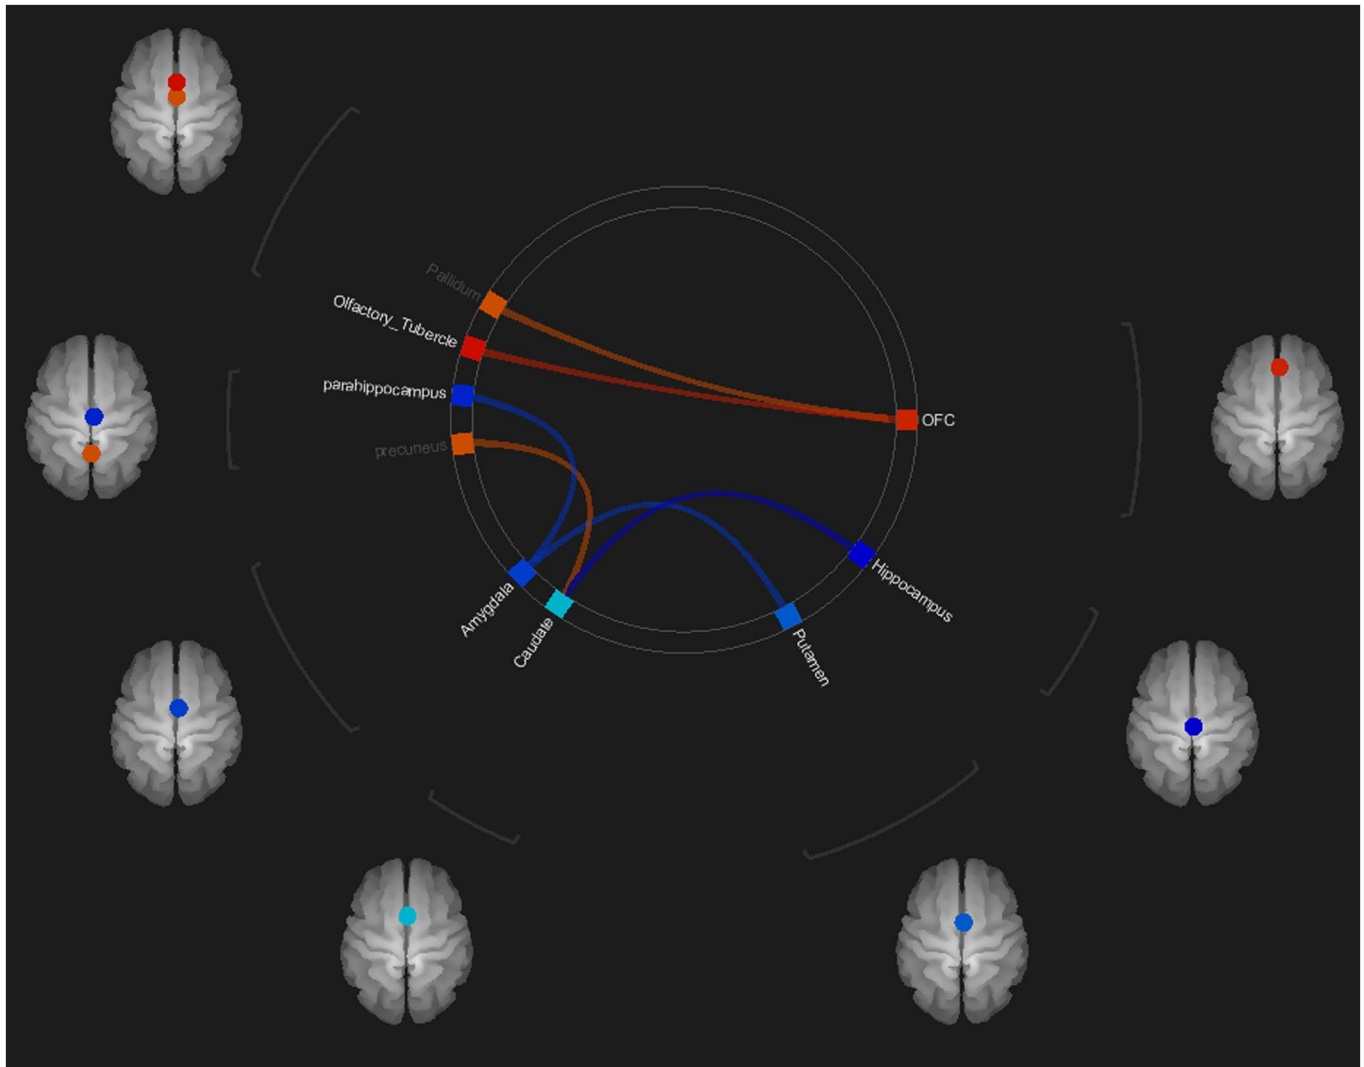 Pallidum
Olfactory_Tubercle
parahippocampus
precuneus
OFC
Amygdala
Caudate
Hippocampus
Putamen